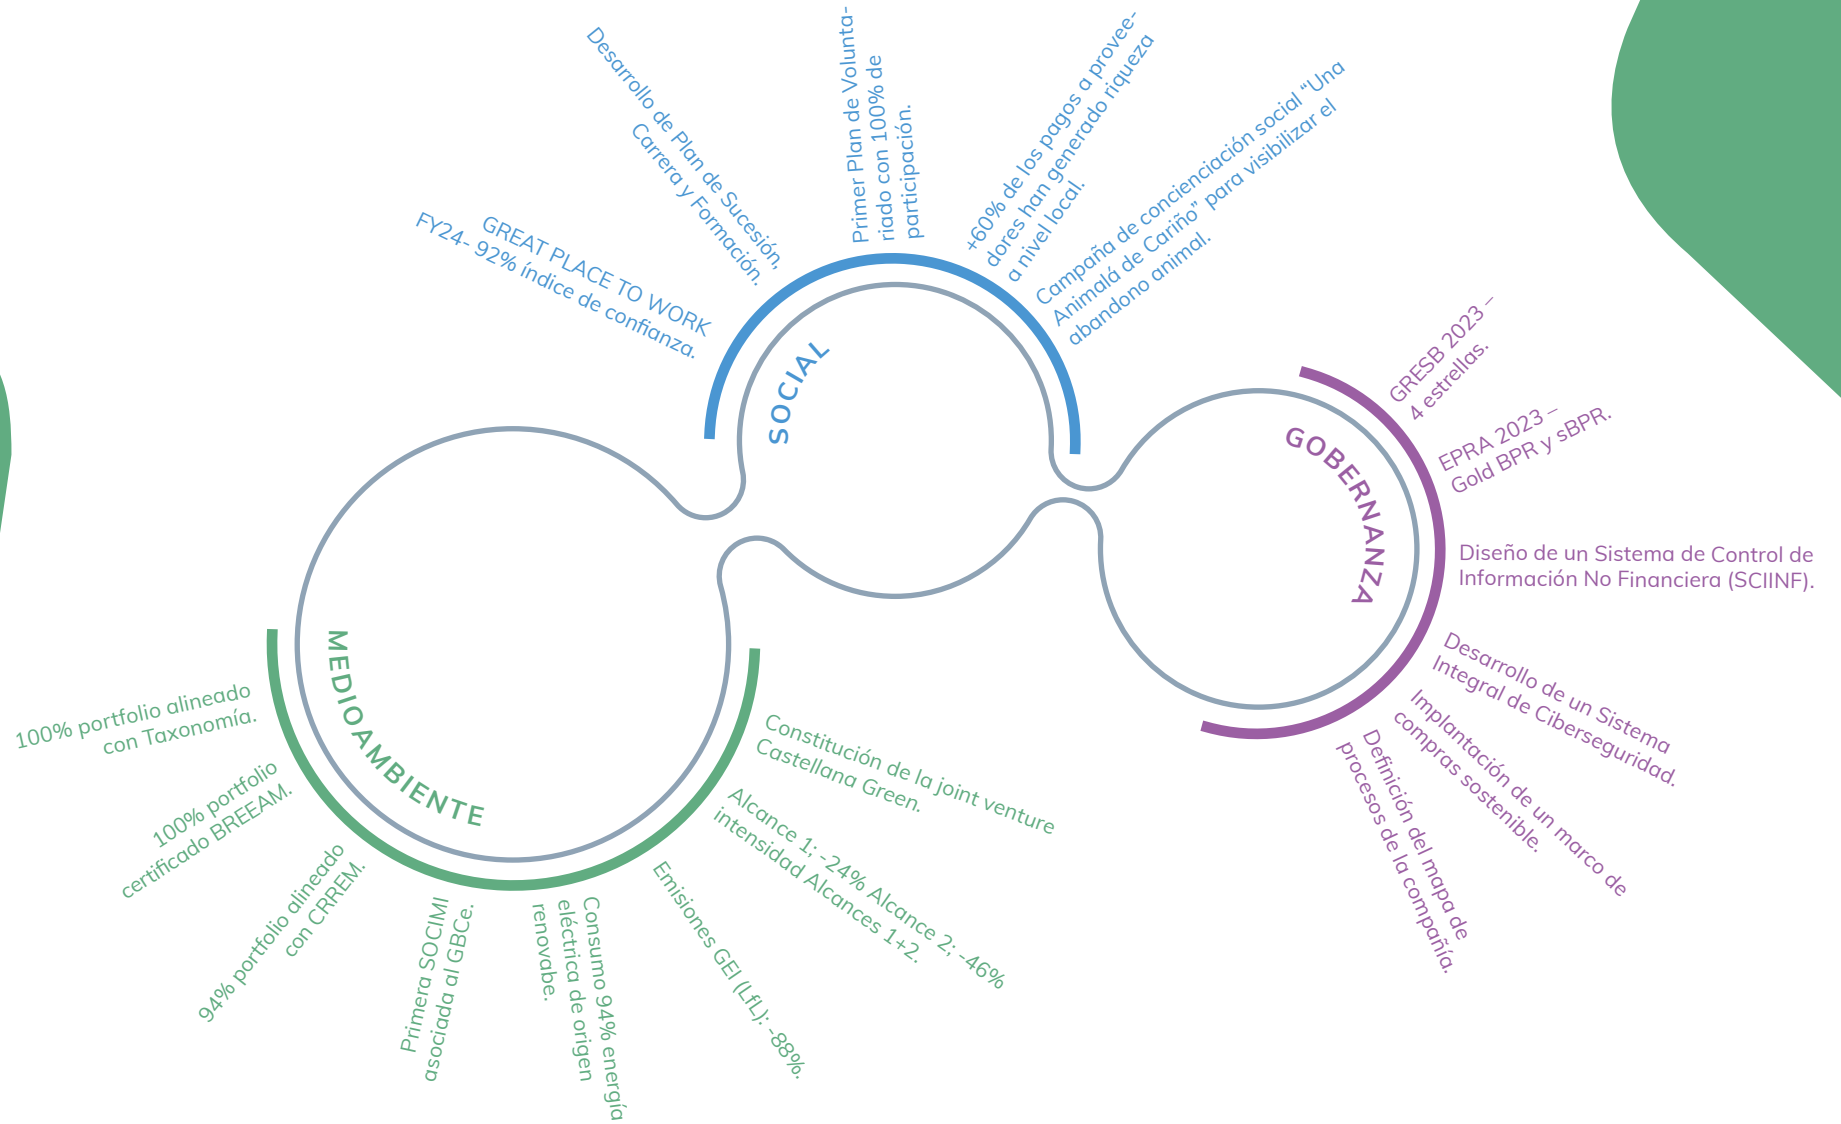 SOCIAL
GREAT PLACE TO WORK
FY24- 92% índice de confianza.
Desarrollo de Plan de Sucesión,
Carrera y Formación.
Primer Plan de Volunta-
riado con 100% de
participación.
+60% de los pagos a provee-
dores han generado riqueza
a nivel local.
Campaña de concienciación social “Una
Animalá de Cariño” para visibilizar el
abandono animal.
GOBERNANZA
GRESB 2023 –
4 estrellas.
EPRA 2023 –
Gold BPR y sBPR.
Diseño de un Sistema de Control de
Información No Financiera (SCIINF).
Desarrollo de un Sistema
Integral de Ciberseguridad.
Implantación de un marco de
compras sostenible.
Definición del mapa de
procesos de la compañía.
MEDIOAMBIENTE
100% portfolio alineado
con Taxonomía.
100% portfolio
certificado BREEAM.
94% portfolio alineado
con CRREM.
Primera SOCIMI
asociada al GBCe.
Consumo 94% energía
eléctrica de origen
renovabe.
Emisiones GEI (LfL): -88%.
Alcance 1; -24% Alcance 2; -46%
intensidad Alcances 1+2.
Constitución de la joint venture
Castellana Green.